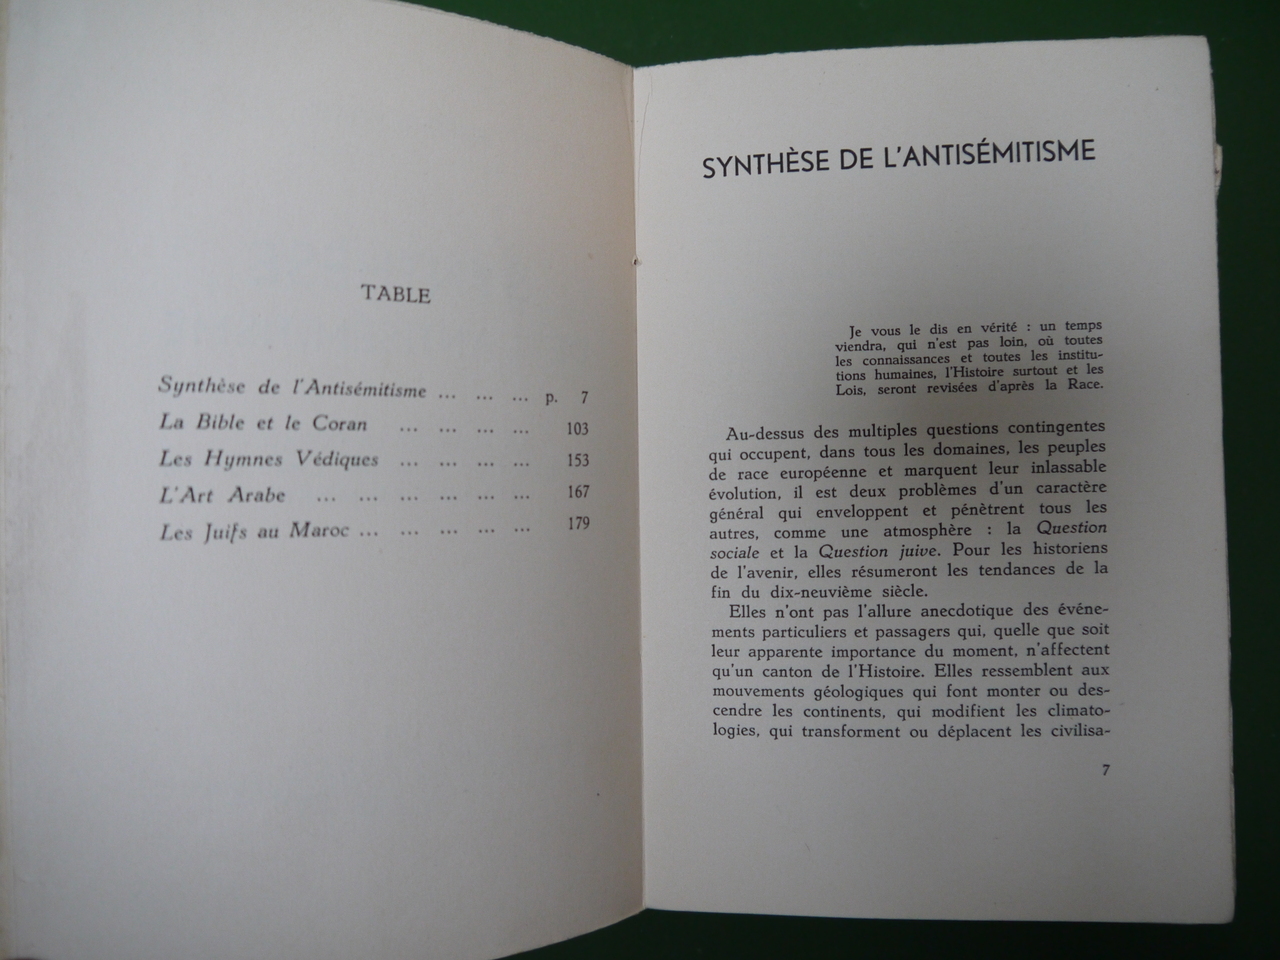 TABLE
Synthèse de l'Antisémitisme ... ... ... p. 7
La Bible et le Coran ... ... ... ... 103
Les Hymnes Védiques ... ... ... ... 153
L'Art Arabe ... ... ... ... ... ... 167
Les Juifs au Maroc ... ... ... ... ... 179
SYNTHÈSE DE L'ANTISÉMITISME
Je vous le dis en vérité : un temps
viendra, qui n'est pas loin, où toutes
les connaissances et toutes les institu-
tions humaines, l'Histoire surtout et les
Lois, seront revisées d'après la Race.
Au-dessus des multiples questions contingentes
qui occupent, dans tous les domaines, les peuples
de race européenne et marquent leur inlassable
évolution, il est deux problèmes d'un caractère
général qui enveloppent et pénètrent tous les
autres, comme une atmosphère : la Question
sociale et la Question juive. Pour les historiens
de l'avenir, elles résumeront les tendances de la
fin du dix-neuvième siècle.
Elles n'ont pas l'allure anecdotique des événe-
ments particuliers et passagers qui, quelle que soit
leur apparente importance du moment, n'affectent
qu'un canton de l'Histoire. Elles ressemblent aux
mouvements géologiques qui font monter ou des-
cendre les continents, qui modifient les climato-
logies, qui transforment ou déplacent les civilisa-
7